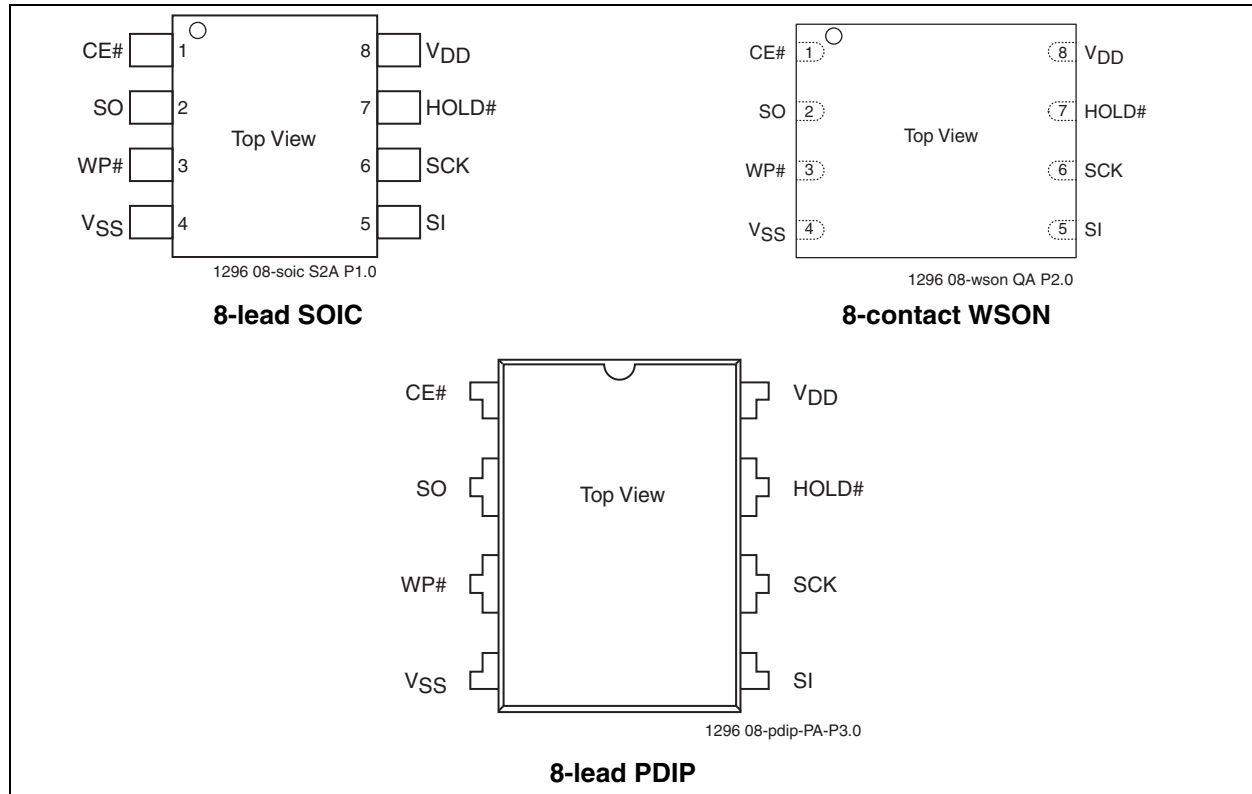 CE# 1 8 VDD
SO 2 7 HOLD#
Top View
WP# 3 6 SCK
VSS 4 5 SI
1296 08-soic S2A P1.0
8-lead SOIC
CE# 1 8 VDD
SO 2 7 HOLD#
Top View
WP# 3 6 SCK
VSS 4 5 SI
1296 08-wson QA P2.0
8-contact WSON
CE# VDD
SO Top View HOLD#
WP# SCK
VSS SI
1296 08-pdip-PA-P3.0
8-lead PDIP